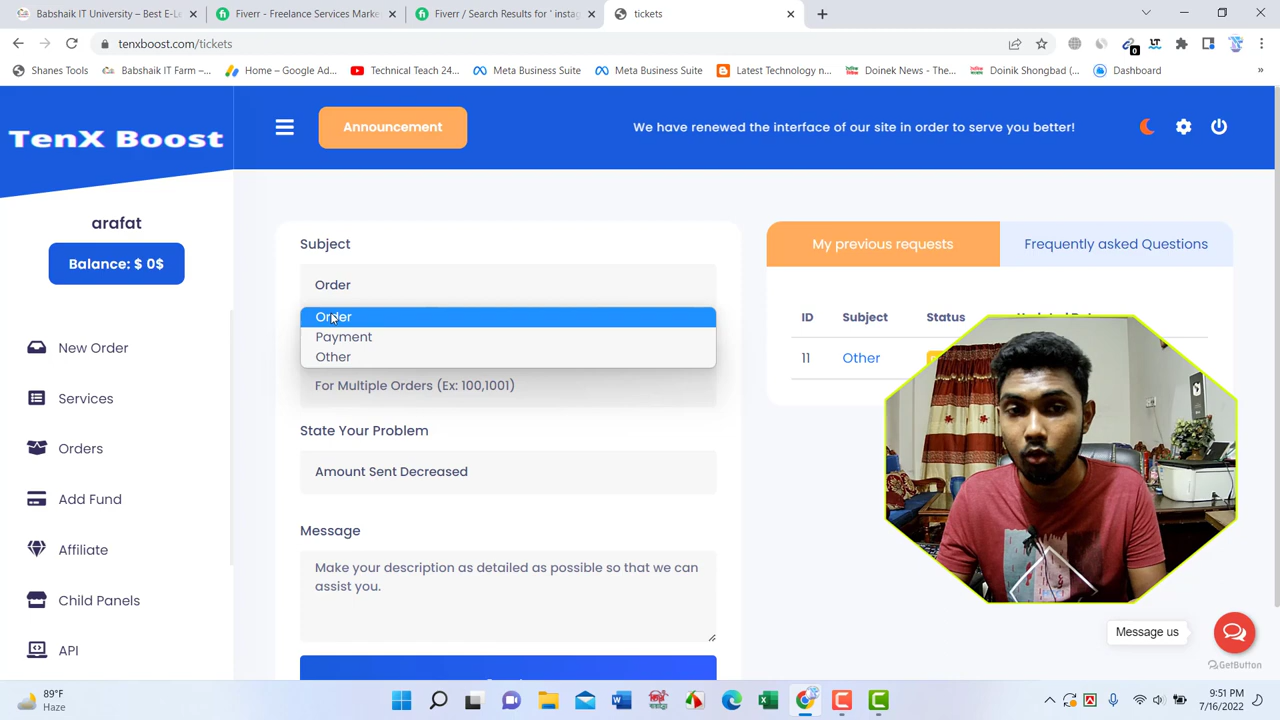 Babshaik IT University – Best E-Le
Fiverr - Freelance Services Marke
Fiverr / Search Results for ' instag
tickets
tenxboost.com/tickets
0
Shanes Tools
Babshaik IT Farm –...
Home – Google Ad...
Technical Teach 24...
Meta Business Suite
Meta Business Suite
Latest Technology n...
Doinek News - The...
Doinik Shongbad (...
Dashboard
»
TenX Boost
Announcement
We have renewed the interface of our site in order to serve you better!
arafat
Balance: $ 0$
New Order
Services
Orders
Add Fund
Affiliate
Child Panels
API
Subject
Order
Order
Payment
Other
For Multiple Orders (Ex: 100,1001)
State Your Problem
Amount Sent Decreased
Message
Make your description as detailed as possible so that we can
assist you.
My previous requests
Frequently asked Questions
ID Subject Status
11 Other
Message us
GetButton
89°F
Haze
9:51 PM
7/16/2022